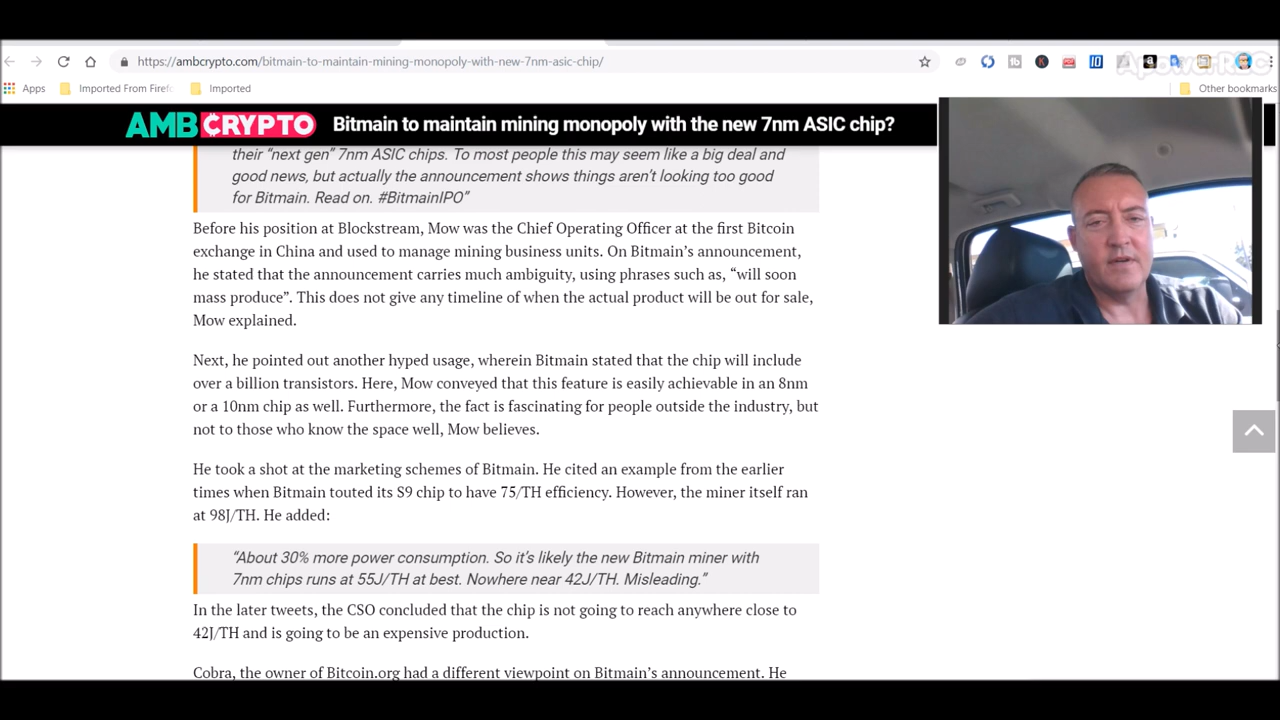 https://ambcrypto.com/bitmain-to-maintain-mining-monopoly-with-new-7nm-asic-chip/
ApowerREC
Apps
Imported From Firef
Imported
Other bookmarks
AMBCRYPTO
Bitmain to maintain mining monopoly with the new 7nm ASIC chip?
their “next gen” 7nm ASIC chips. To most people this may seem like a big deal and
good news, but actually the announcement shows things aren’t looking too good
for Bitmain. Read on. #BitmainIPO”
Before his position at Blockstream, Mow was the Chief Operating Officer at the first Bitcoin
exchange in China and used to manage mining business units. On Bitmain’s announcement,
he stated that the announcement carries much ambiguity, using phrases such as, “will soon
mass produce”. This does not give any timeline of when the actual product will be out for sale,
Mow explained.
Next, he pointed out another hyped usage, wherein Bitmain stated that the chip will include
over a billion transistors. Here, Mow conveyed that this feature is easily achievable in an 8nm
or a 10nm chip as well. Furthermore, the fact is fascinating for people outside the industry, but
not to those who know the space well, Mow believes.
He took a shot at the marketing schemes of Bitmain. He cited an example from the earlier
times when Bitmain touted its S9 chip to have 75/TH efficiency. However, the miner itself ran
at 98J/TH. He added:
“About 30% more power consumption. So it’s likely the new Bitmain miner with
7nm chips runs at 55J/TH at best. Nowhere near 42J/TH. Misleading.”
In the later tweets, the CSO concluded that the chip is not going to reach anywhere close to
42J/TH and is going to be an expensive production.
Cobra, the owner of Bitcoin.org had a different viewpoint on Bitmain’s announcement. He